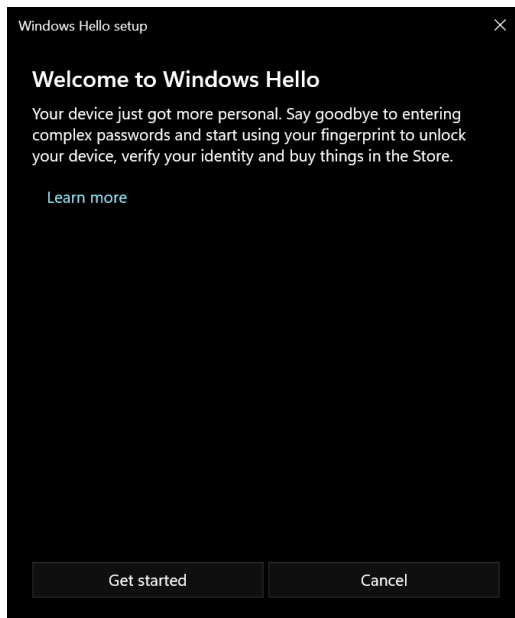 Windows Hello setup
Welcome to Windows Hello
Your device just got more personal. Say goodbye to entering
complex passwords and start using your fingerprint to unlock
your device, verify your identity and buy things in the Store.
Learn more
Get started
Cancel